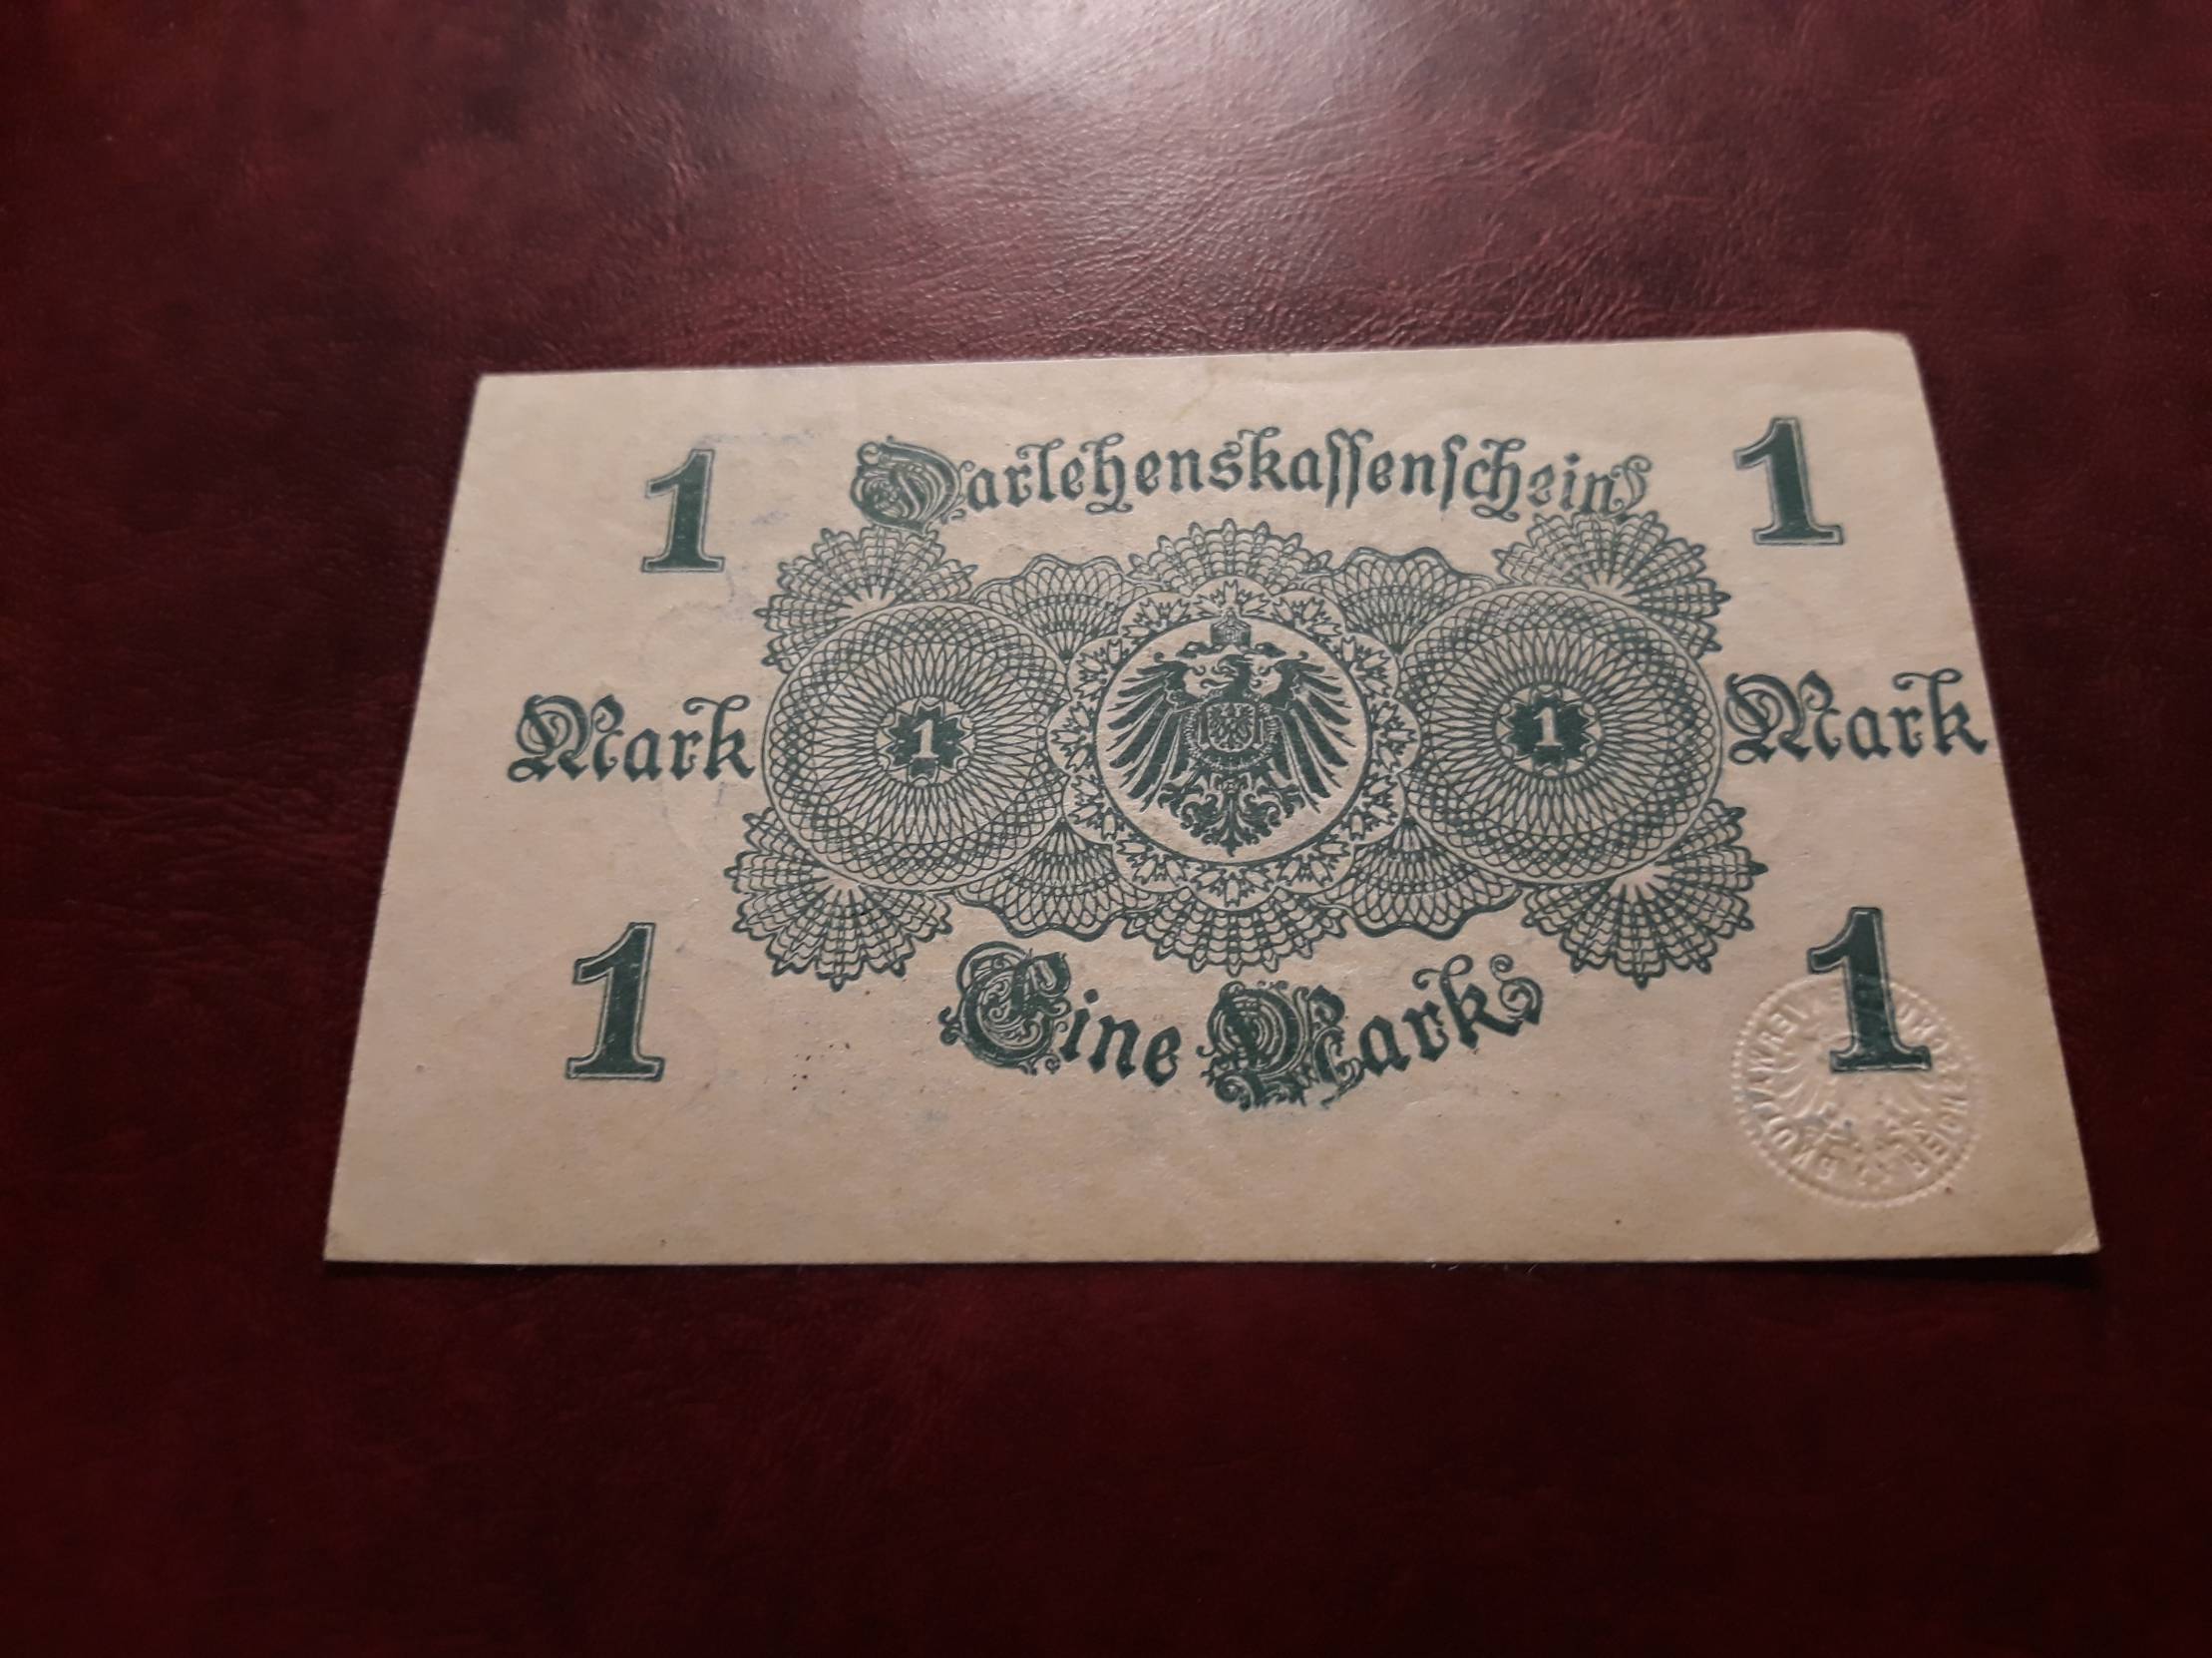 1 Darlehenskassenschein 1
Mark 1 1 Mark
1 Eine Mark 1